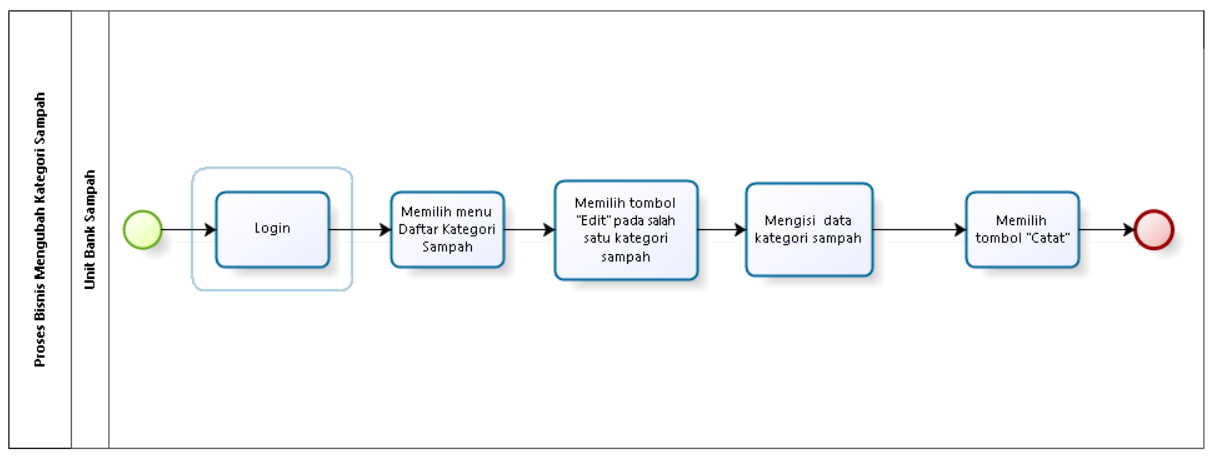 Proses Bisnis Mengubah Kategori Sampah
Unit Bank Sampah
Login
Memilih menu
Daftar Kategori
Sampah
Memilih tombol
"Edit" pada salah
satu kategori
sampah
Mengisi data
kategori sampah
Memilih
tombol "Catat"